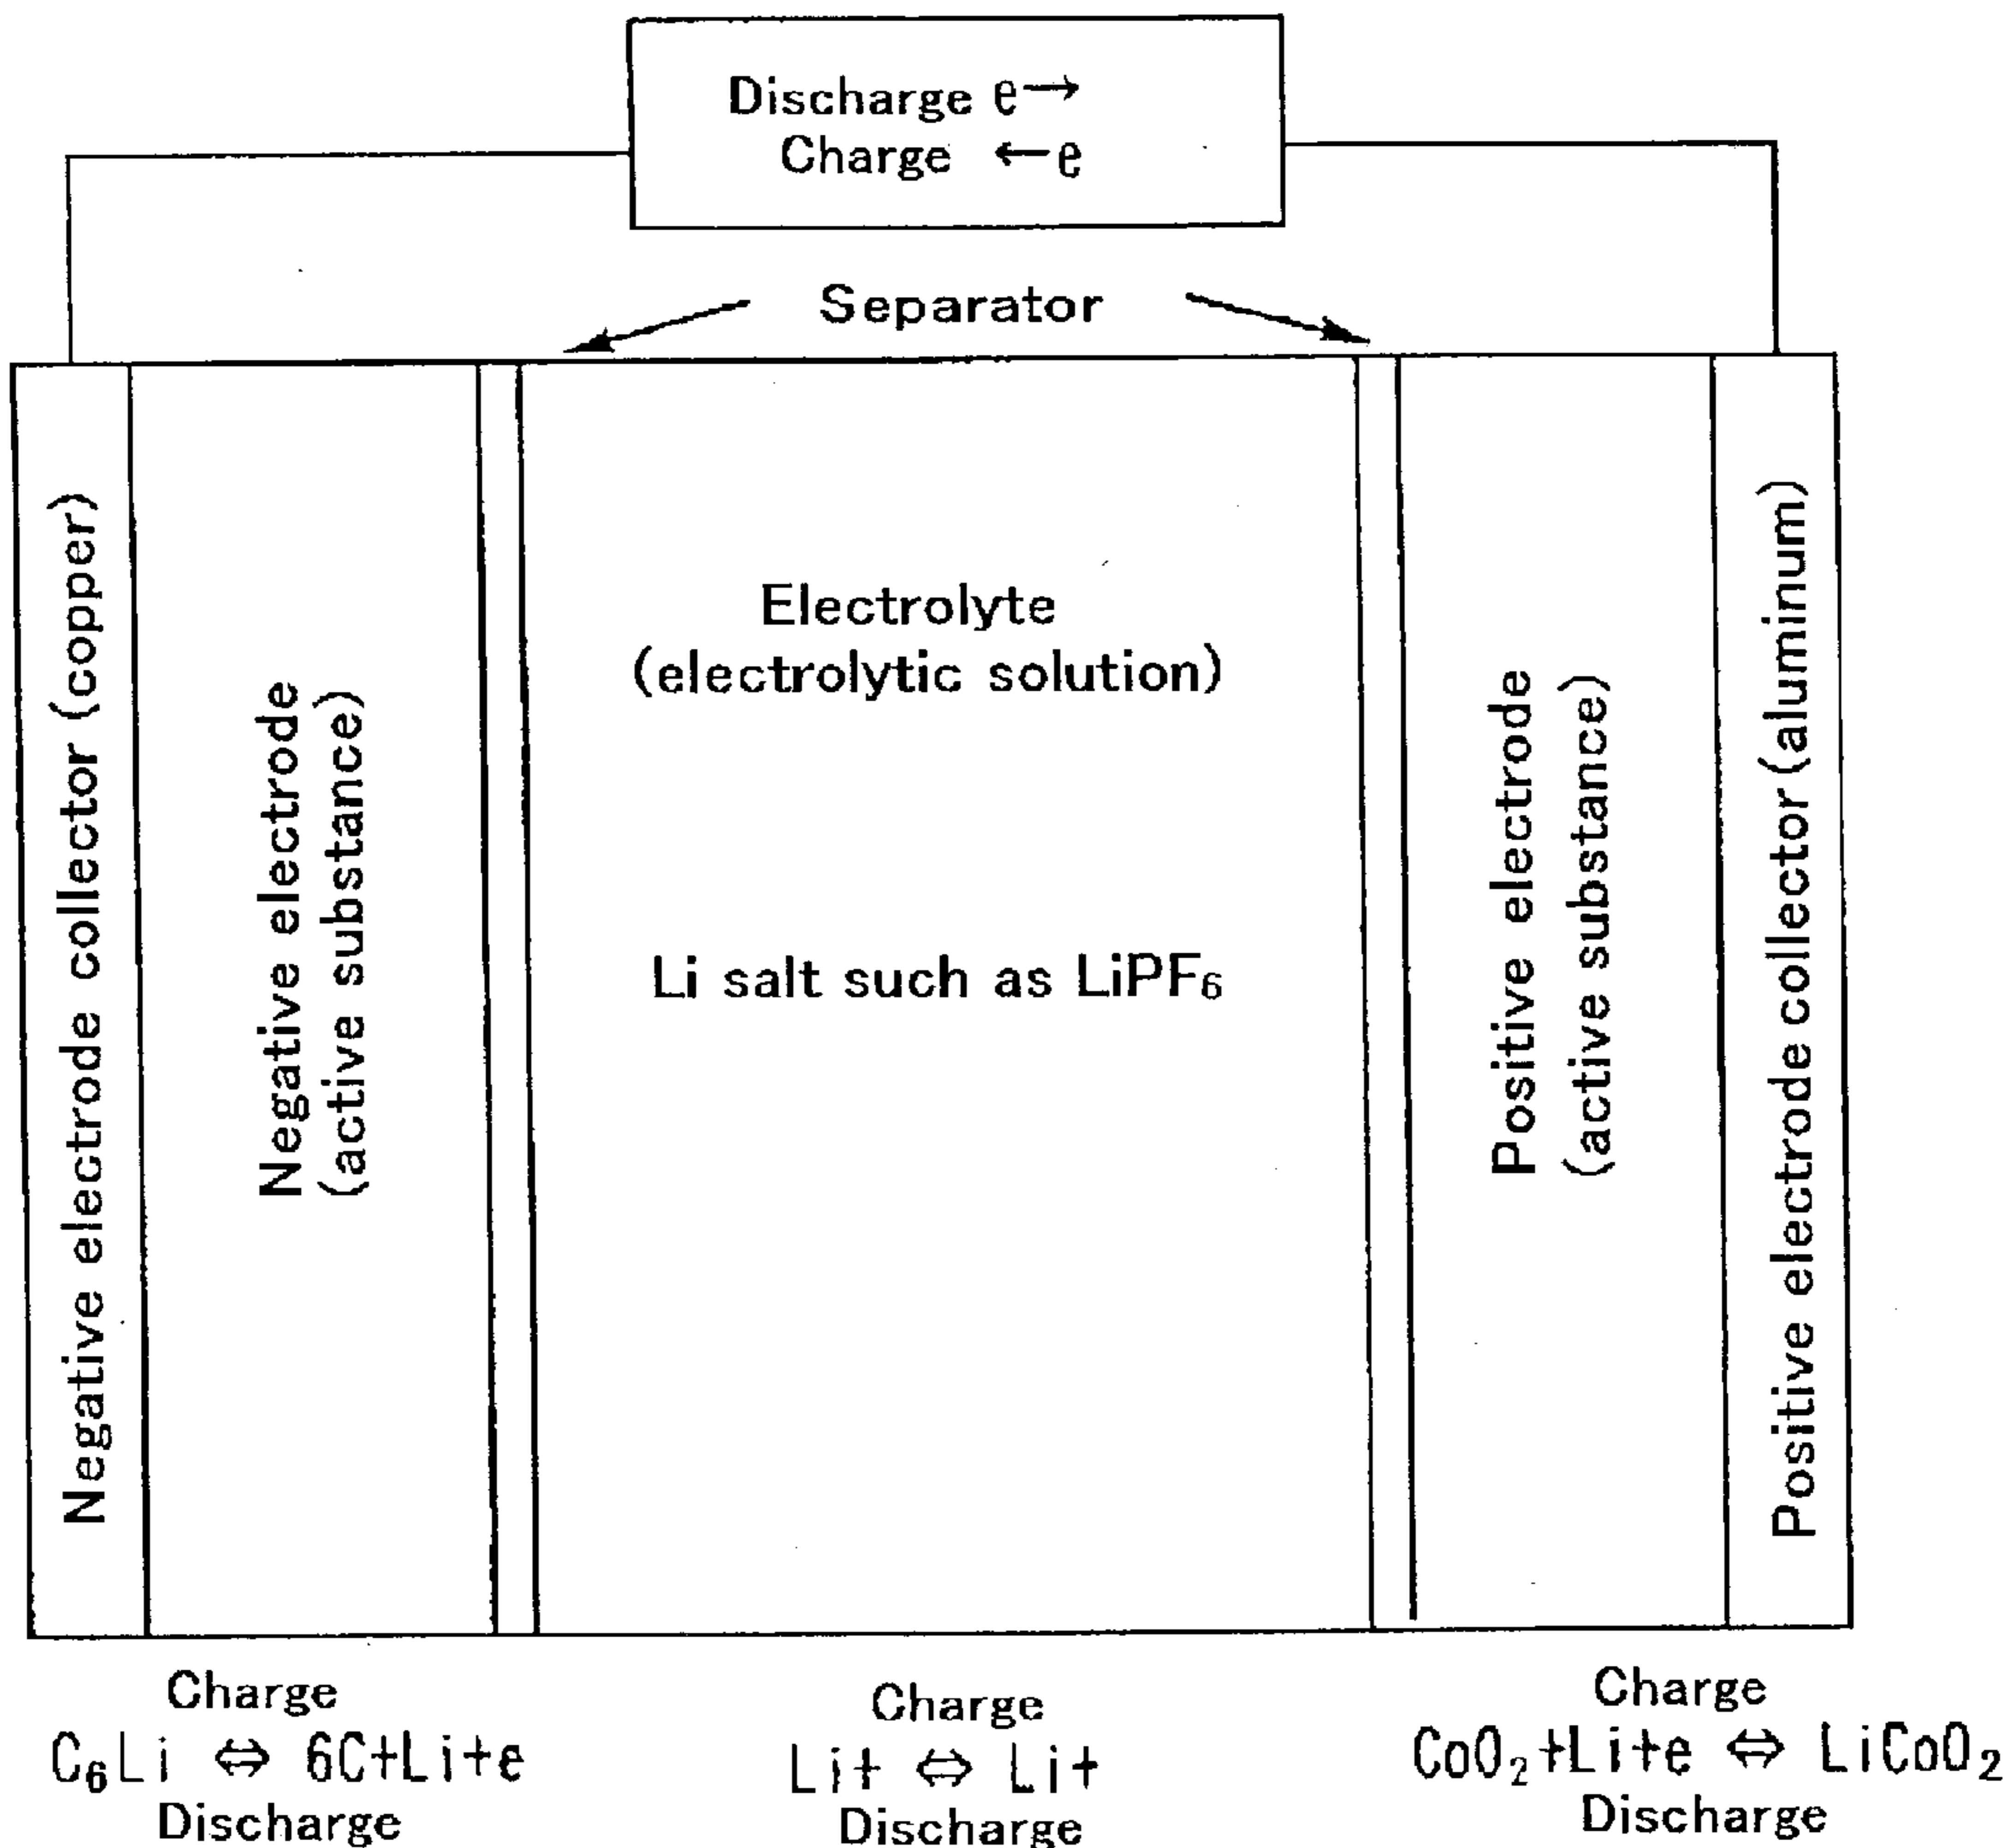 Discharge e→
Charge ←e
Separator
Negative electrode collector (copper)
Negative electrode
(active substance)
Electrolyte
(electrolytic solution)
Li salt such as LiPF₆
Positive electrode
(active substance)
Positive electrode collector (aluminum)
Charge
C₆Li ⇔ 6C+Li+e
Discharge
Charge
Li+ ⇔ Li+
Discharge
Charge
CoO₂+Li+e ⇔ LiCoO₂
Discharge